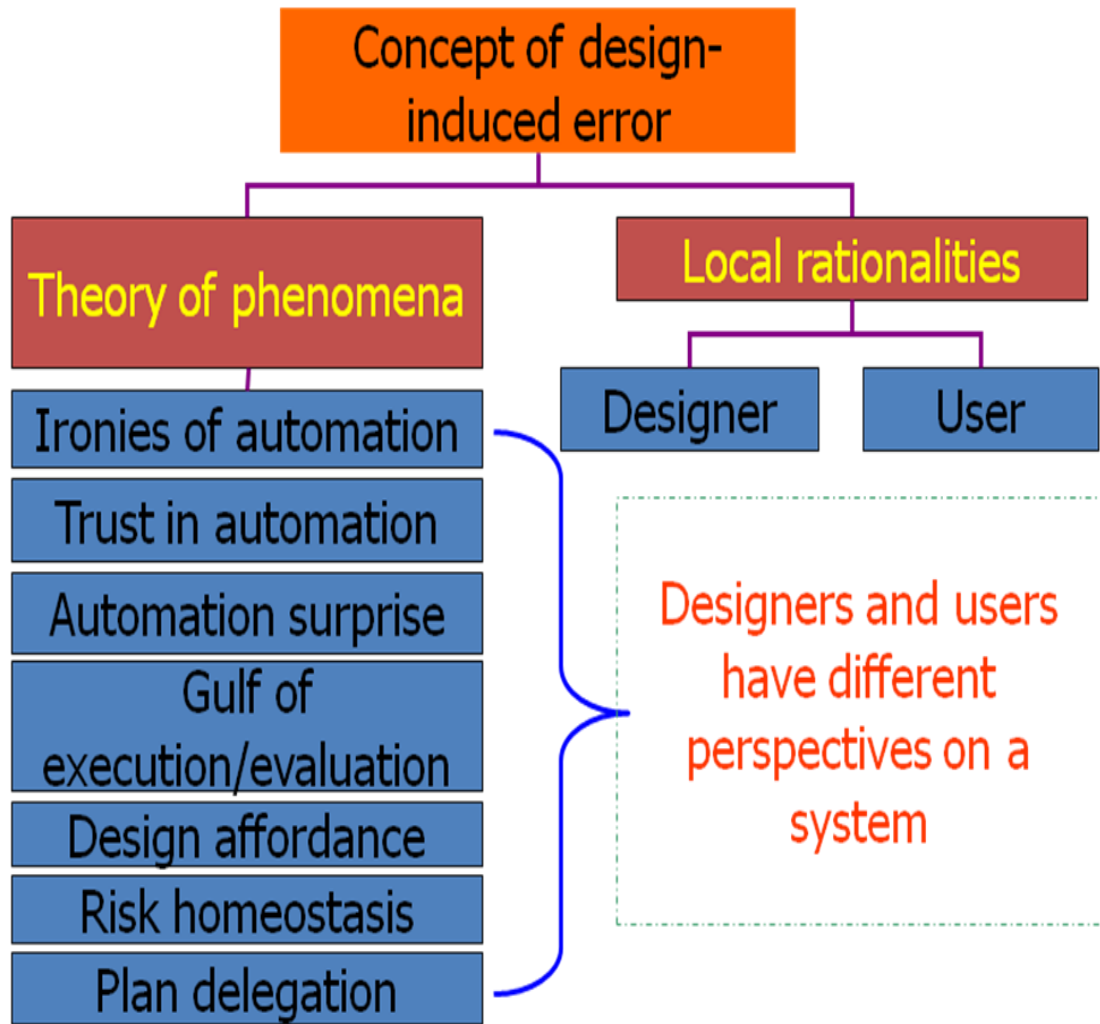 Concept of design-
induced error
Theory of phenomena
Local rationalities
Ironies of automation
Designer
User
Trust in automation
Automation surprise
Gulf of
execution/evaluation
Design affordance
Risk homeostasis
Plan delegation
Designers and users
have different
perspectives on a
system